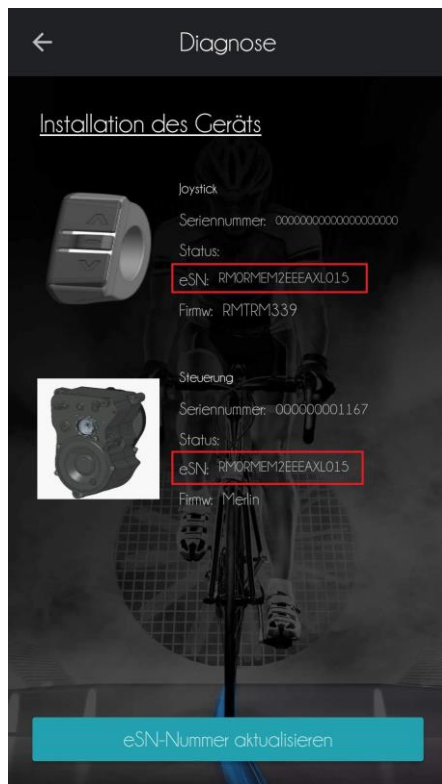 Diagnose
Installation des Geräts
Joystick
Seriennummer: 00000000000000000000
Status:
eSN: RM0RMEM2EEEAXL015
Firmw: RMTRM339
Steuerung
Seriennummer: 000000001167
Status:
eSN: RM0RMEM2EEEAXL015
Firmw: Merlin
eSN-Nummer aktualisieren